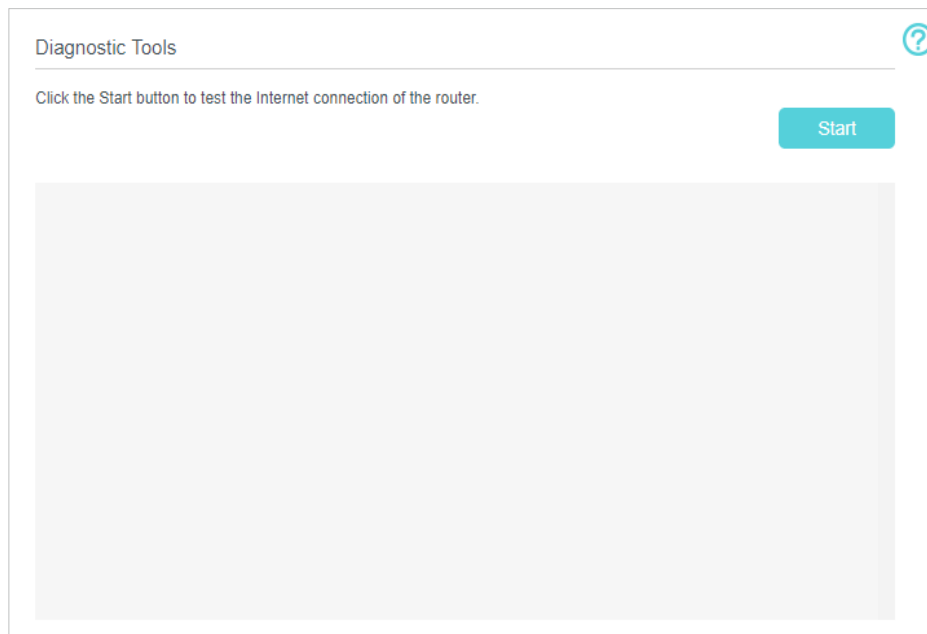 Diagnostic Tools
?
Click the Start button to test the Internet connection of the router.
Start